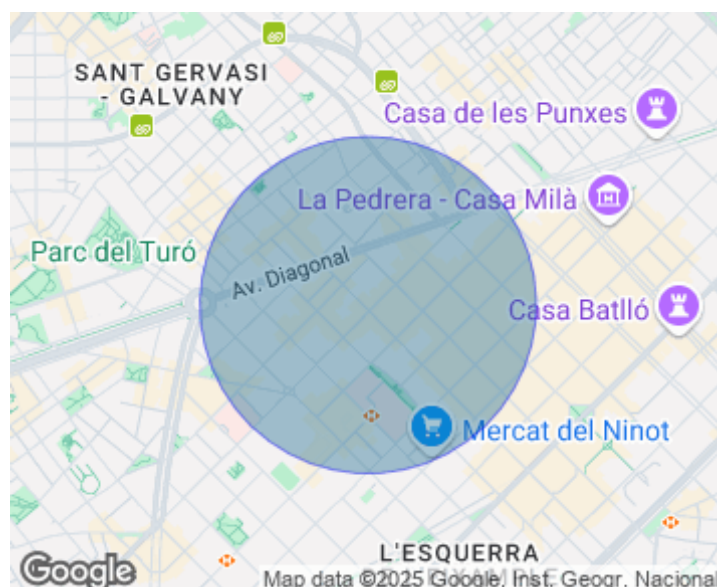 SANT GERVASI
- GALVANY
Casa de les Punxes
La Pedrera - Casa Milà
Parc del Turó
Av. Diagonal
Casa Batlló
Mercat del Ninot
L'ESQUERRA
Google
Map data ©2025 Google, Inst. Geogr. Nacional